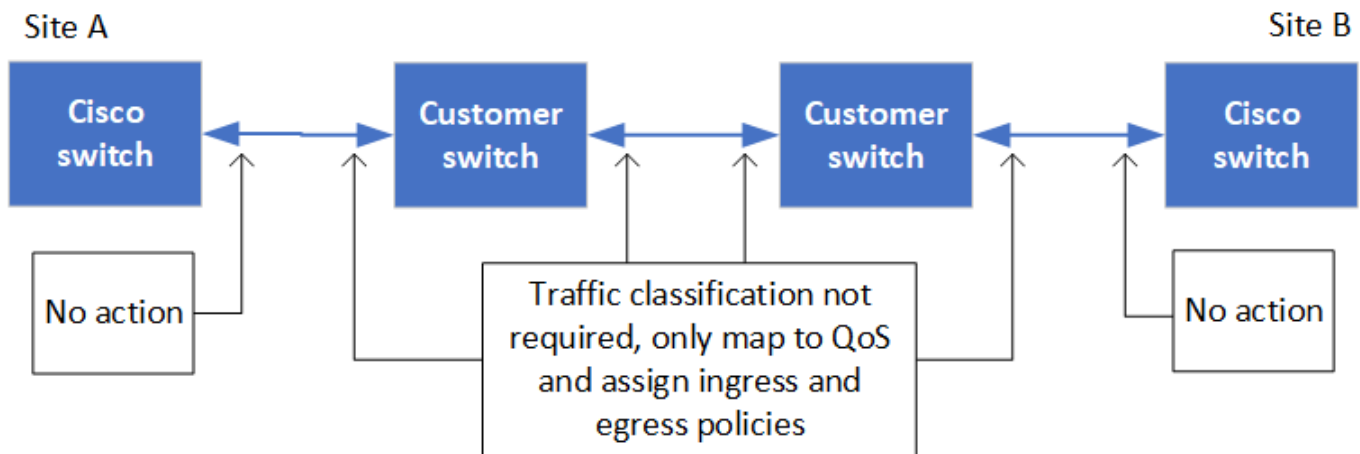 Site A
Site B
Cisco
switch
Customer
switch
Customer
switch
Cisco
switch
No action
Traffic classification not
required, only map to QoS
and assign ingress and
egress policies
No action